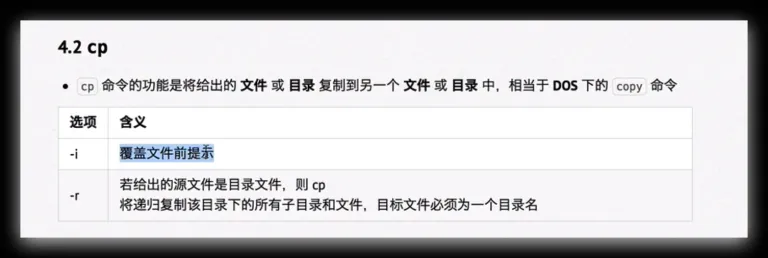 4.2 cp
• cp 命令的功能是将给出的 文件 或 目录 复制到另一个 文件 或 目录 中，相当于 DOS 下的 copy 命令
选项 含义
-i 覆盖文件前提示
-r 若给出的源文件是目录文件，则 cp
将递归复制该目录下的所有子目录和文件，目标文件必须为一个目录名